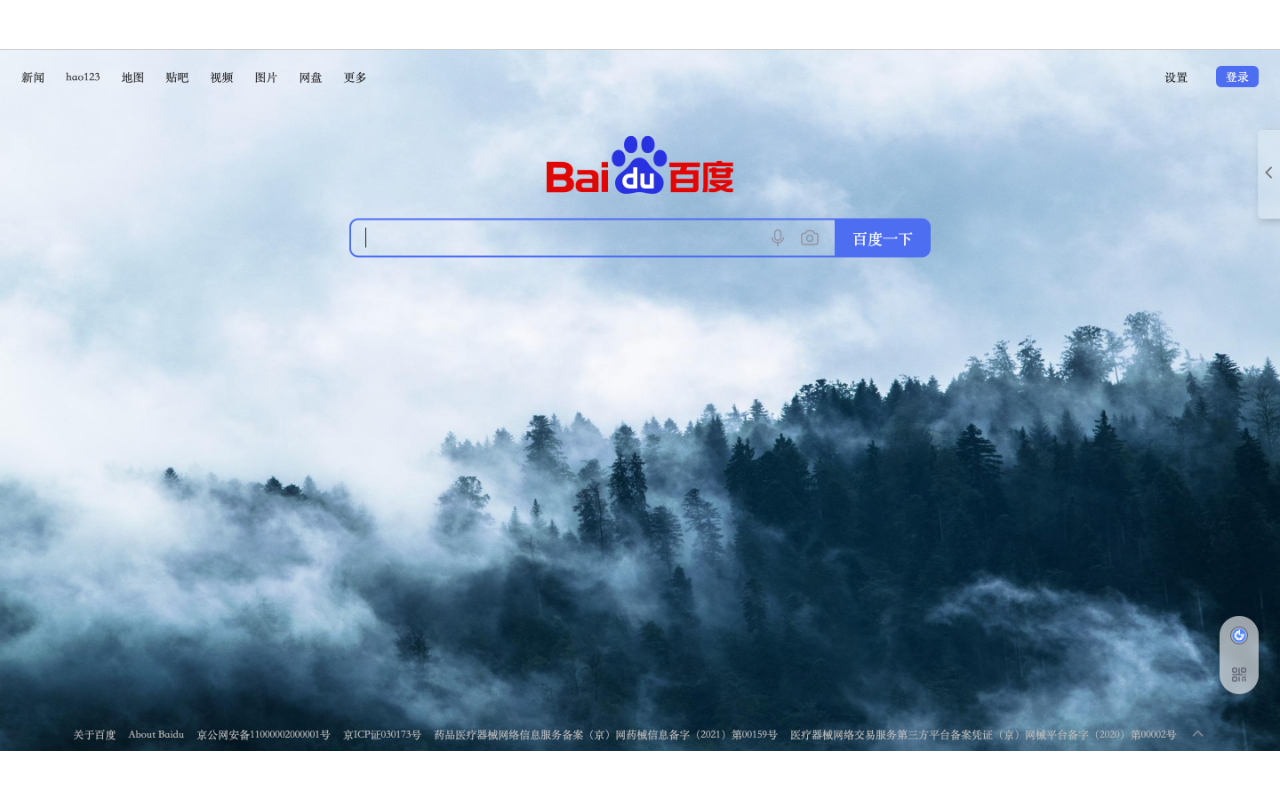 新闻 hao123 地图 贴吧 视频 图片 网盘 更多 设置 登录
Bai du 百度
百度一下
关于百度 About Baidu 京公网安备11000002000001号 京ICP证030173号 药品医疗器械网络信息服务备案（京）网药械信息备字（2021）第00159号 医疗器械网络交易服务第三方平台备案凭证（京）网械平台备字（2020）第00002号